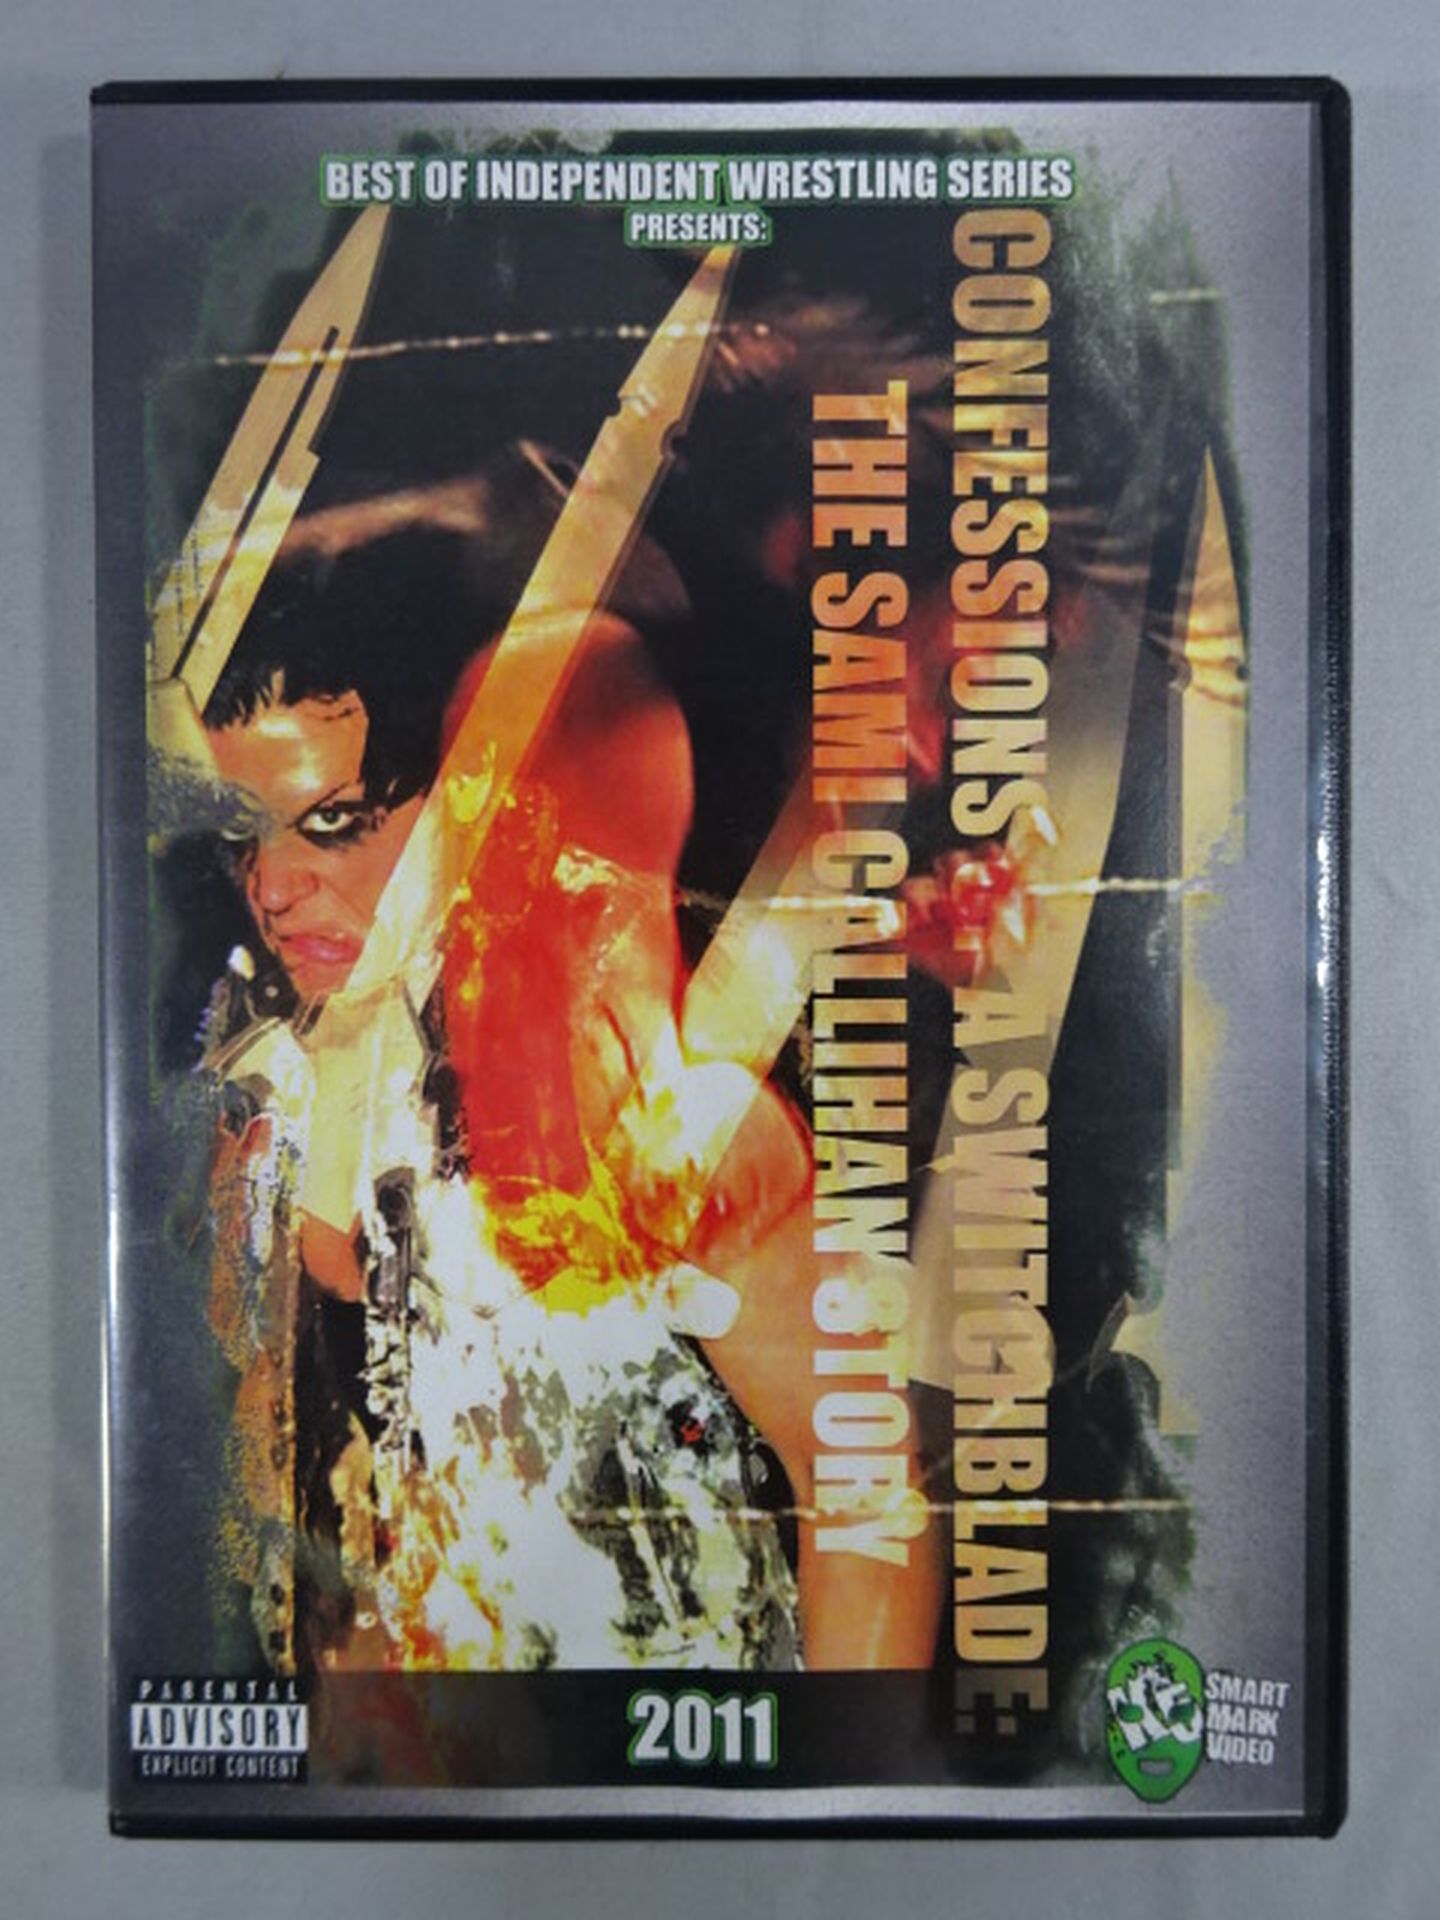 BEST OF INDEPENDENT WRESTLING SERIES
PRESENTS:
CONFESSIONS OF A SWITCHBLADE:
THE SAMI CALLIHAN STORY
PARENTAL
ADVISORY
EXPLICIT CONTENT
2011
SMART
MARK
VIDEO